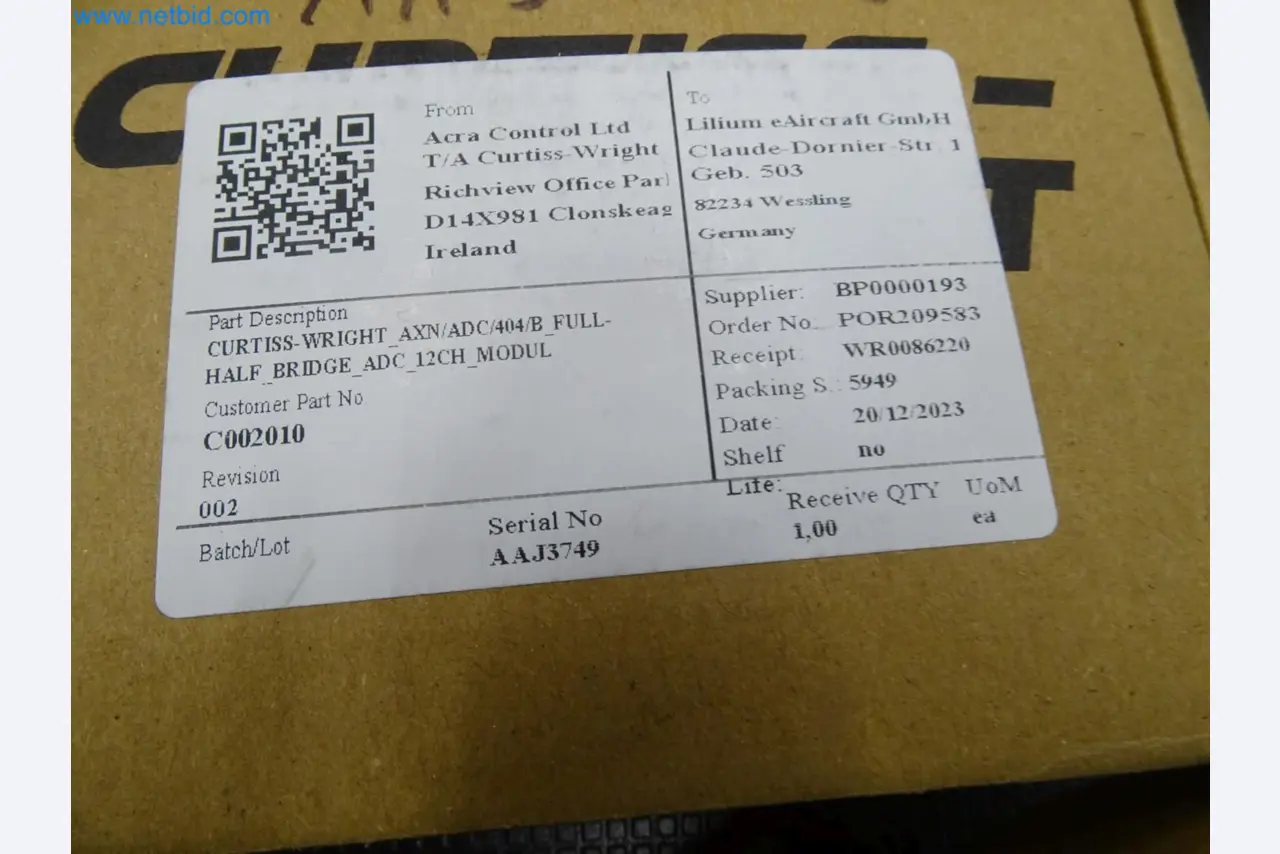 www.netbid.com
CURTISS-
From
Acra Control Ltd
T/A Curtiss-Wright
Richview Office Par
D14X981 Clonskeag
Ireland
To
Lilium eAircraft GmbH
Claude-Dornier-Str. 1
Geb. 503
82234 Wessling
Germany
Part Description
CURTISS-WRIGHT_AXN/ADC/404/B_FULL-
HALF_BRIDGE_ADC_12CH_MODUL
Customer Part No
C002010
Revision
002
Supplier: BP0000193
Order No. POR209583
Receipt: WR0086220
Packing S.: 5949
Date: 20/12/2023
Shelf no
Life:
Batch/Lot
Serial No
AAJ3749
Receive QTY UoM
1,00 ea